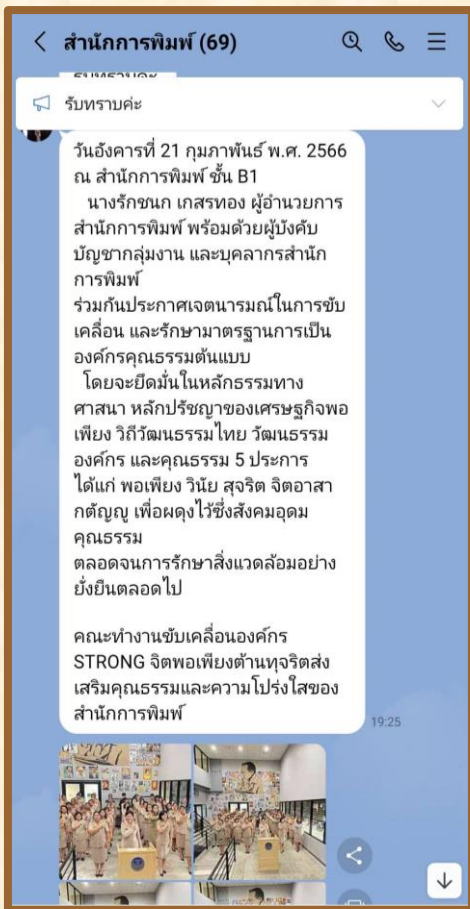 สำนักการพิมพ์ (69)
รับทราบค่ะ
รับทราบค่ะ
วันอังคารที่ 21 กุมภาพันธ์ พ.ศ. 2566
ณ สำนักการพิมพ์ ชั้น B1
นางรักชนก เกสรทอง ผู้อำนวยการ
สำนักการพิมพ์ พร้อมด้วยผู้บังคับ
บัญชากลุ่มงาน และบุคลากรสำนัก
การพิมพ์
ร่วมกันประกาศเจตนารมณ์ในการขับ
เคลื่อน และรักษามาตรฐานการเป็น
องค์กรคุณธรรมต้นแบบ
โดยจะยึดมั่นในหลักธรรมทาง
ศาสนา หลักปรัชญาของเศรษฐกิจพอ
เพียง วิถีวัฒนธรรมไทย วัฒนธรรม
องค์กร และคุณธรรม 5 ประการ
ได้แก่ พอเพียง วินัย สุจริต จิตอาสา
กตัญญู เพื่อผดุงไว้ซึ่งสังคมอุดม
คุณธรรม
ตลอดจนการรักษาสิ่งแวดล้อมอย่าง
ยั่งยืนตลอดไป
คณะทำงานขับเคลื่อนองค์กร
STRONG จิตพอเพียงต้านทุจริตส่ง
เสริมคุณธรรมและความโปร่งใสของ
สำนักการพิมพ์
19:25